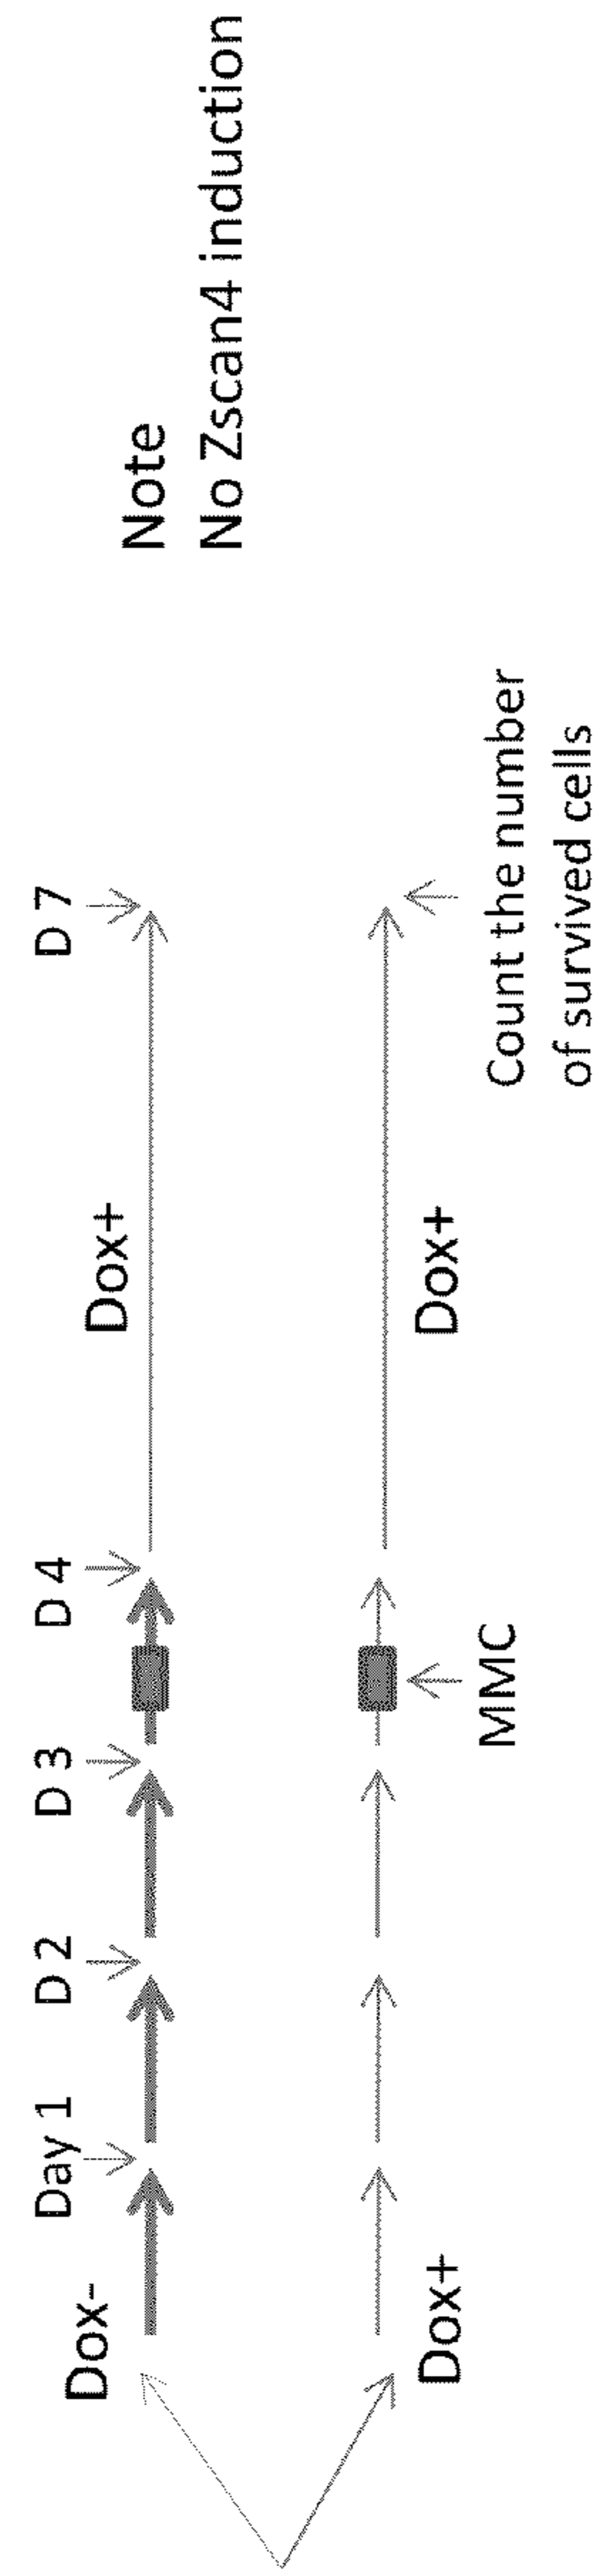 Day 1
D 2
D 3
D 4
D 7
Dox-
Dox+
Note
No Zscan4 induction
Dox+
Dox+
MMC
Count the number
of survived cells